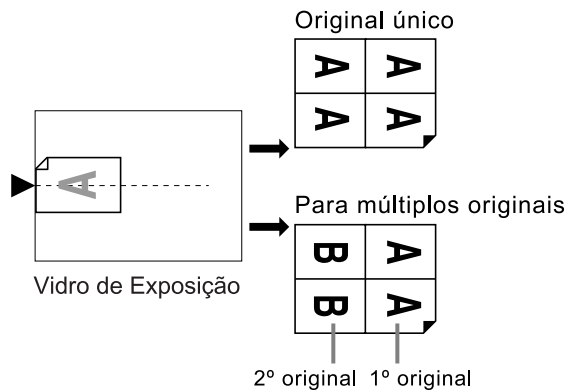 Original único
A A
A A
A
Vidro de Exposição
Para múltiplos originais
B A
B A
2º original 1º original